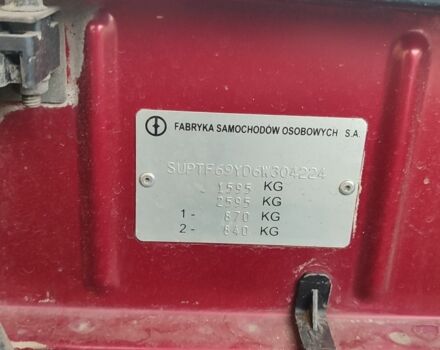 FABRYKA SAMOCHODÓW OSOBOWYCH S.A.
SUPTF69YD6W304224
1595 KG
2595 KG
1- 870 KG
2- 840 KG